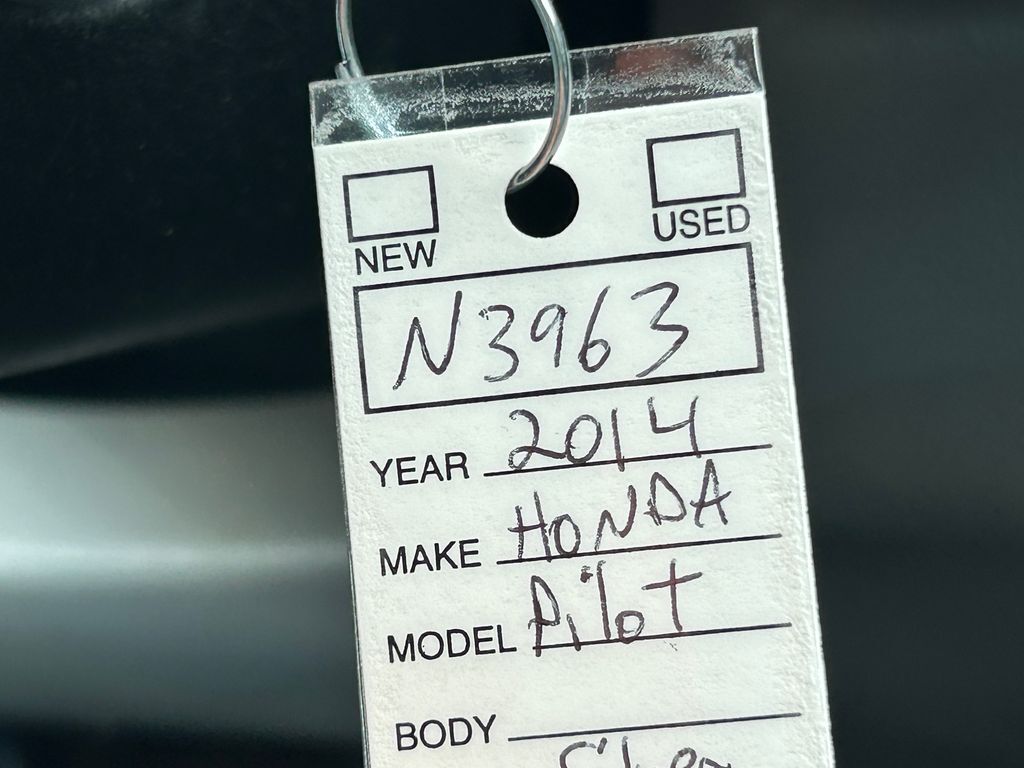 NEW USED
N3963
YEAR 2014
MAKE HONDA
MODEL Pilot
BODY